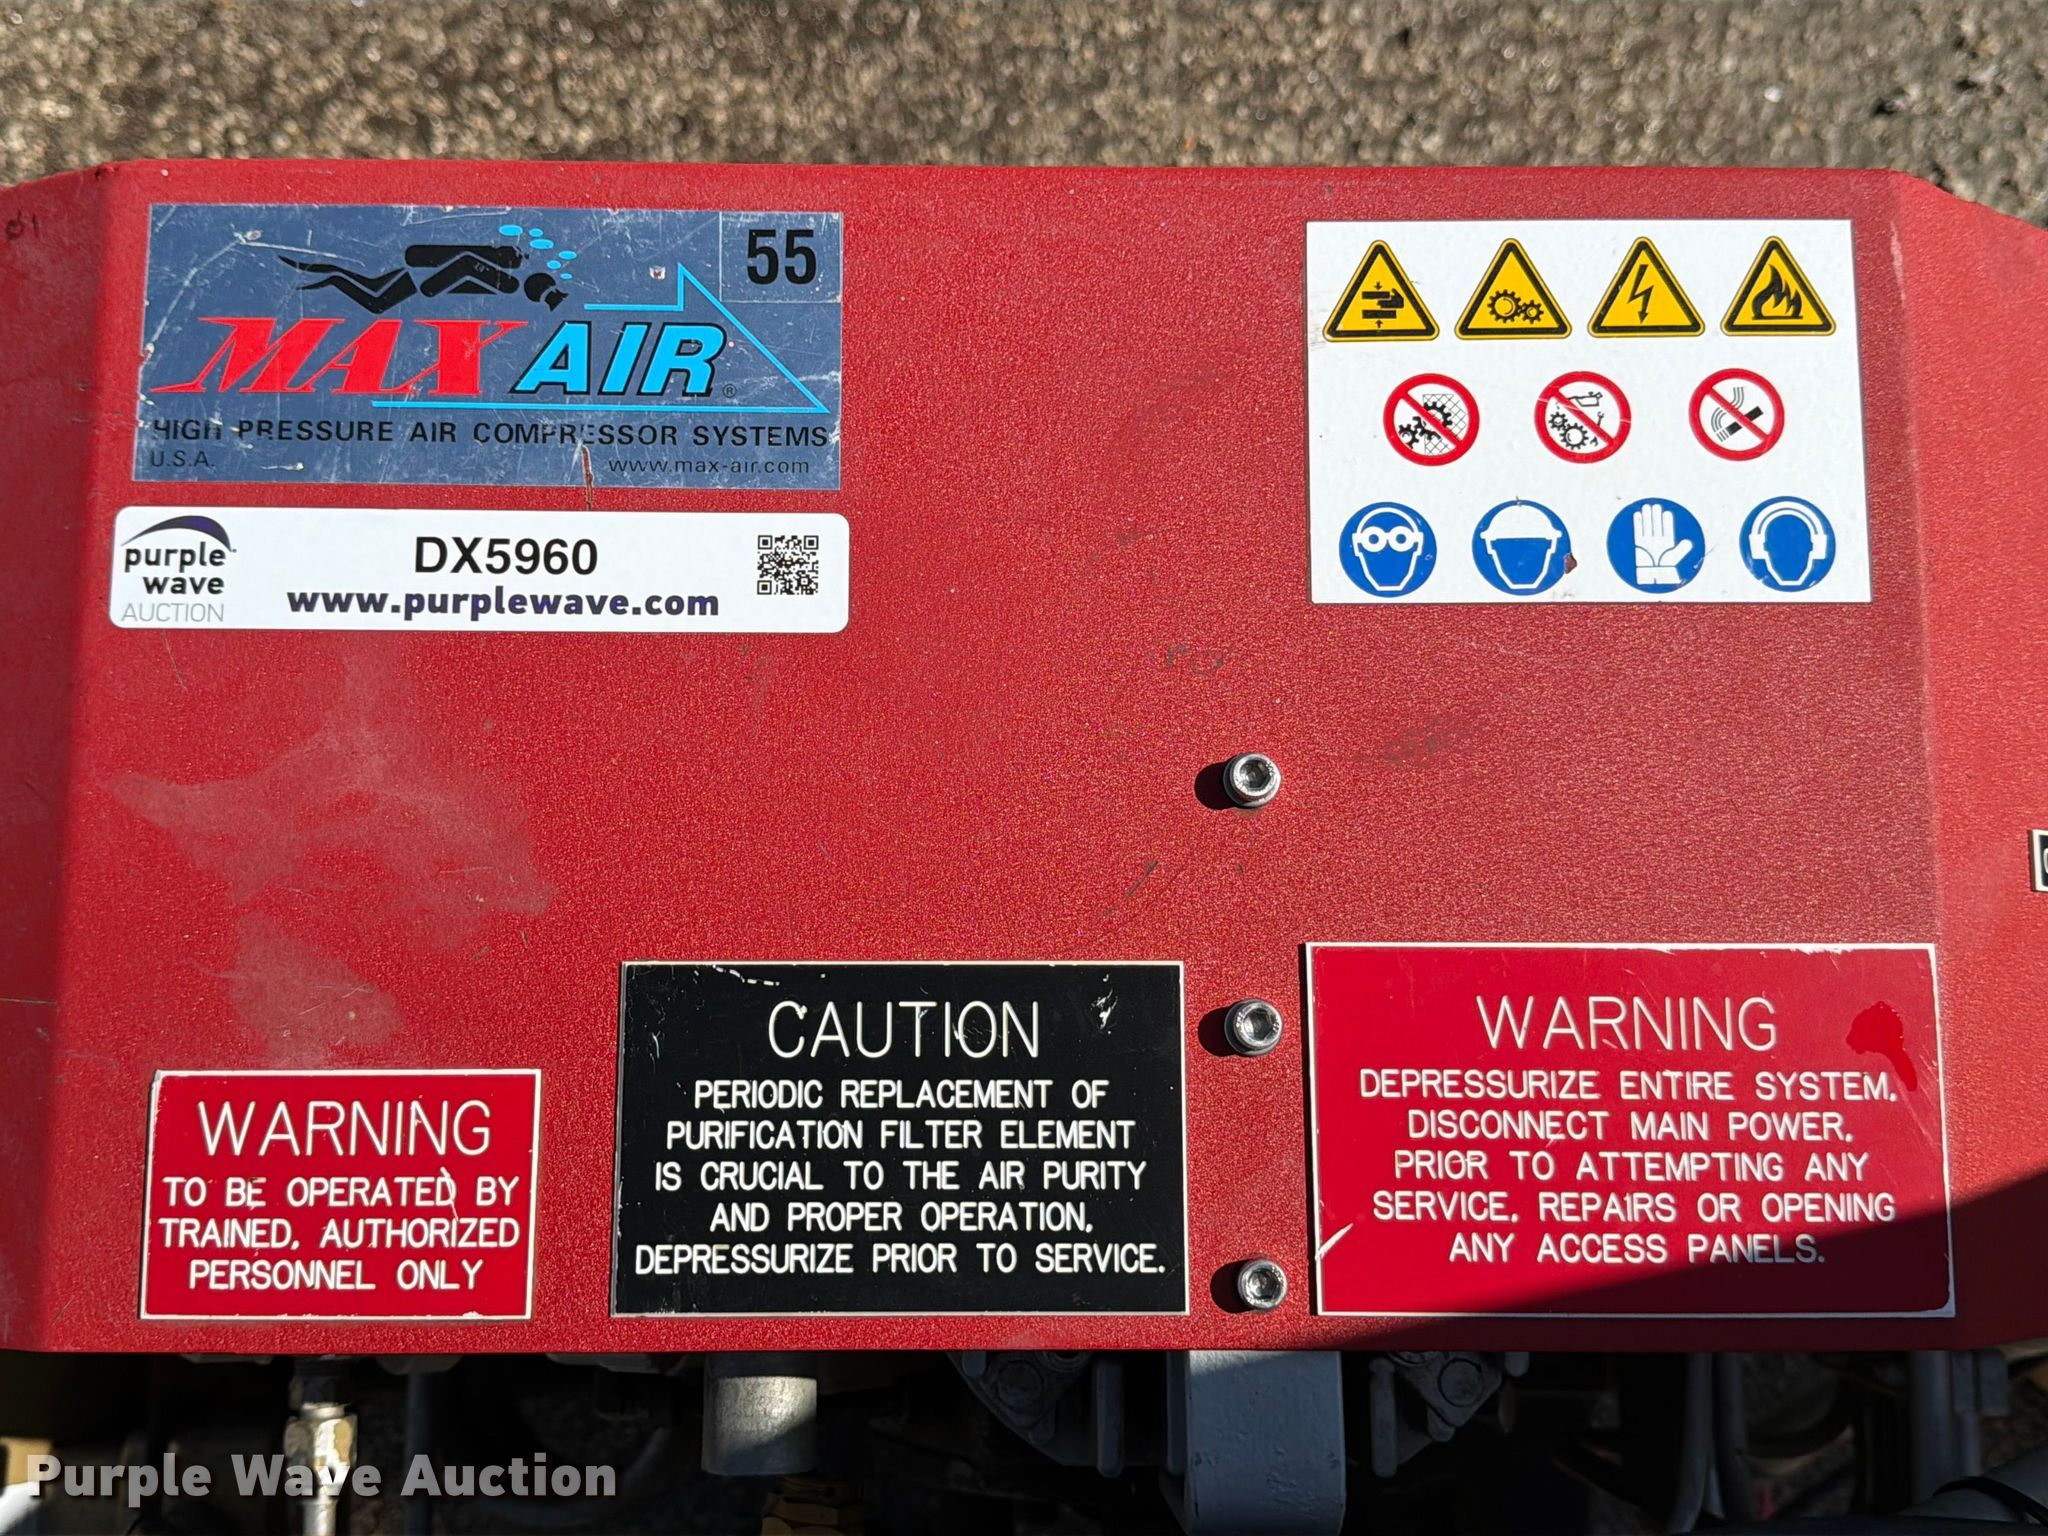 55
MAX AIR®
HIGH PRESSURE AIR COMPRESSOR SYSTEMS
U.S.A.
www.max-air.com
purple
wave
AUCTION
DX5960
www.purplewave.com
WARNING
TO BE OPERATED BY
TRAINED, AUTHORIZED
PERSONNEL ONLY
CAUTION
PERIODIC REPLACEMENT OF
PURIFICATION FILTER ELEMENT
IS CRUCIAL TO THE AIR PURITY
AND PROPER OPERATION,
DEPRESSURIZE PRIOR TO SERVICE.
WARNING
DEPRESSURIZE ENTIRE SYSTEM,
DISCONNECT MAIN POWER,
PRIOR TO ATTEMPTING ANY
SERVICE, REPAIRS OR OPENING
ANY ACCESS PANELS.
Purple Wave Auction